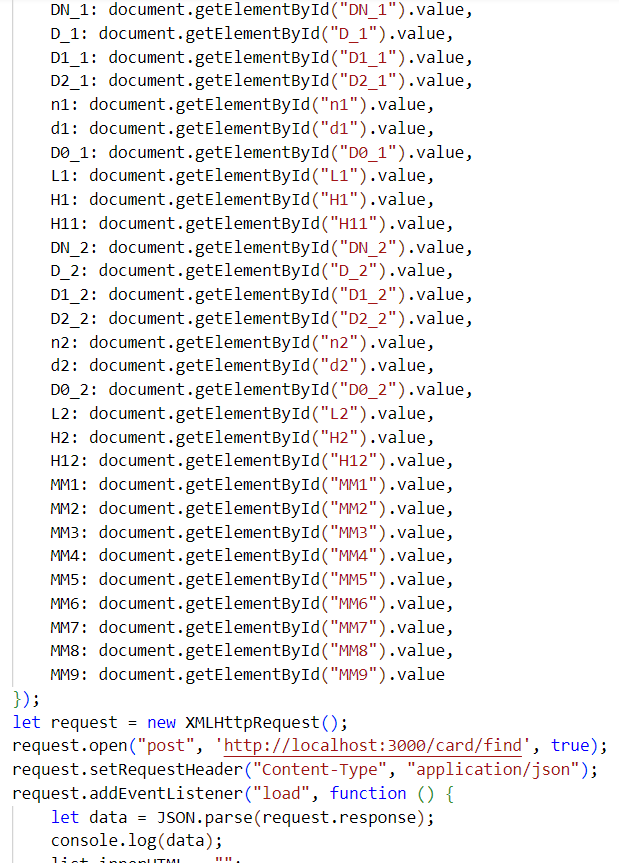 DN_1: document.getElementById("DN_1").value,
D_1: document.getElementById("D_1").value,
D1_1: document.getElementById("D1_1").value,
D2_1: document.getElementById("D2_1").value,
n1: document.getElementById("n1").value,
d1: document.getElementById("d1").value,
D0_1: document.getElementById("D0_1").value,
L1: document.getElementById("L1").value,
H1: document.getElementById("H1").value,
H11: document.getElementById("H11").value,
DN_2: document.getElementById("DN_2").value,
D_2: document.getElementById("D_2").value,
D1_2: document.getElementById("D1_2").value,
D2_2: document.getElementById("D2_2").value,
n2: document.getElementById("n2").value,
d2: document.getElementById("d2").value,
D0_2: document.getElementById("D0_2").value,
L2: document.getElementById("L2").value,
H2: document.getElementById("H2").value,
H12: document.getElementById("H12").value,
MM1: document.getElementById("MM1").value,
MM2: document.getElementById("MM2").value,
MM3: document.getElementById("MM3").value,
MM4: document.getElementById("MM4").value,
MM5: document.getElementById("MM5").value,
MM6: document.getElementById("MM6").value,
MM7: document.getElementById("MM7").value,
MM8: document.getElementById("MM8").value,
MM9: document.getElementById("MM9").value
});
let request = new XMLHttpRequest();
request.open("post", 'http://localhost:3000/card/find', true);
request.setRequestHeader("Content-Type", "application/json");
request.addEventListener("load", function () {
let data = JSON.parse(request.response);
console.log(data);
list.innerHTML = "";